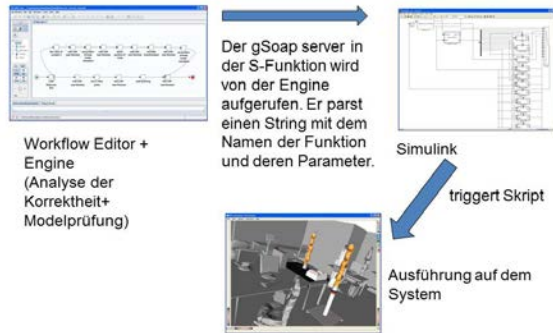 Der gSoap server in
der S-Funktion wird
von der Engine
aufgerufen. Er parst
einen String mit dem
Namen der Funktion
und deren Parameter.
Workflow Editor +
Engine
(Analyse der
Korrektheit+
Modelprüfung)
Simulink
triggert Skript
Ausführung auf dem
System